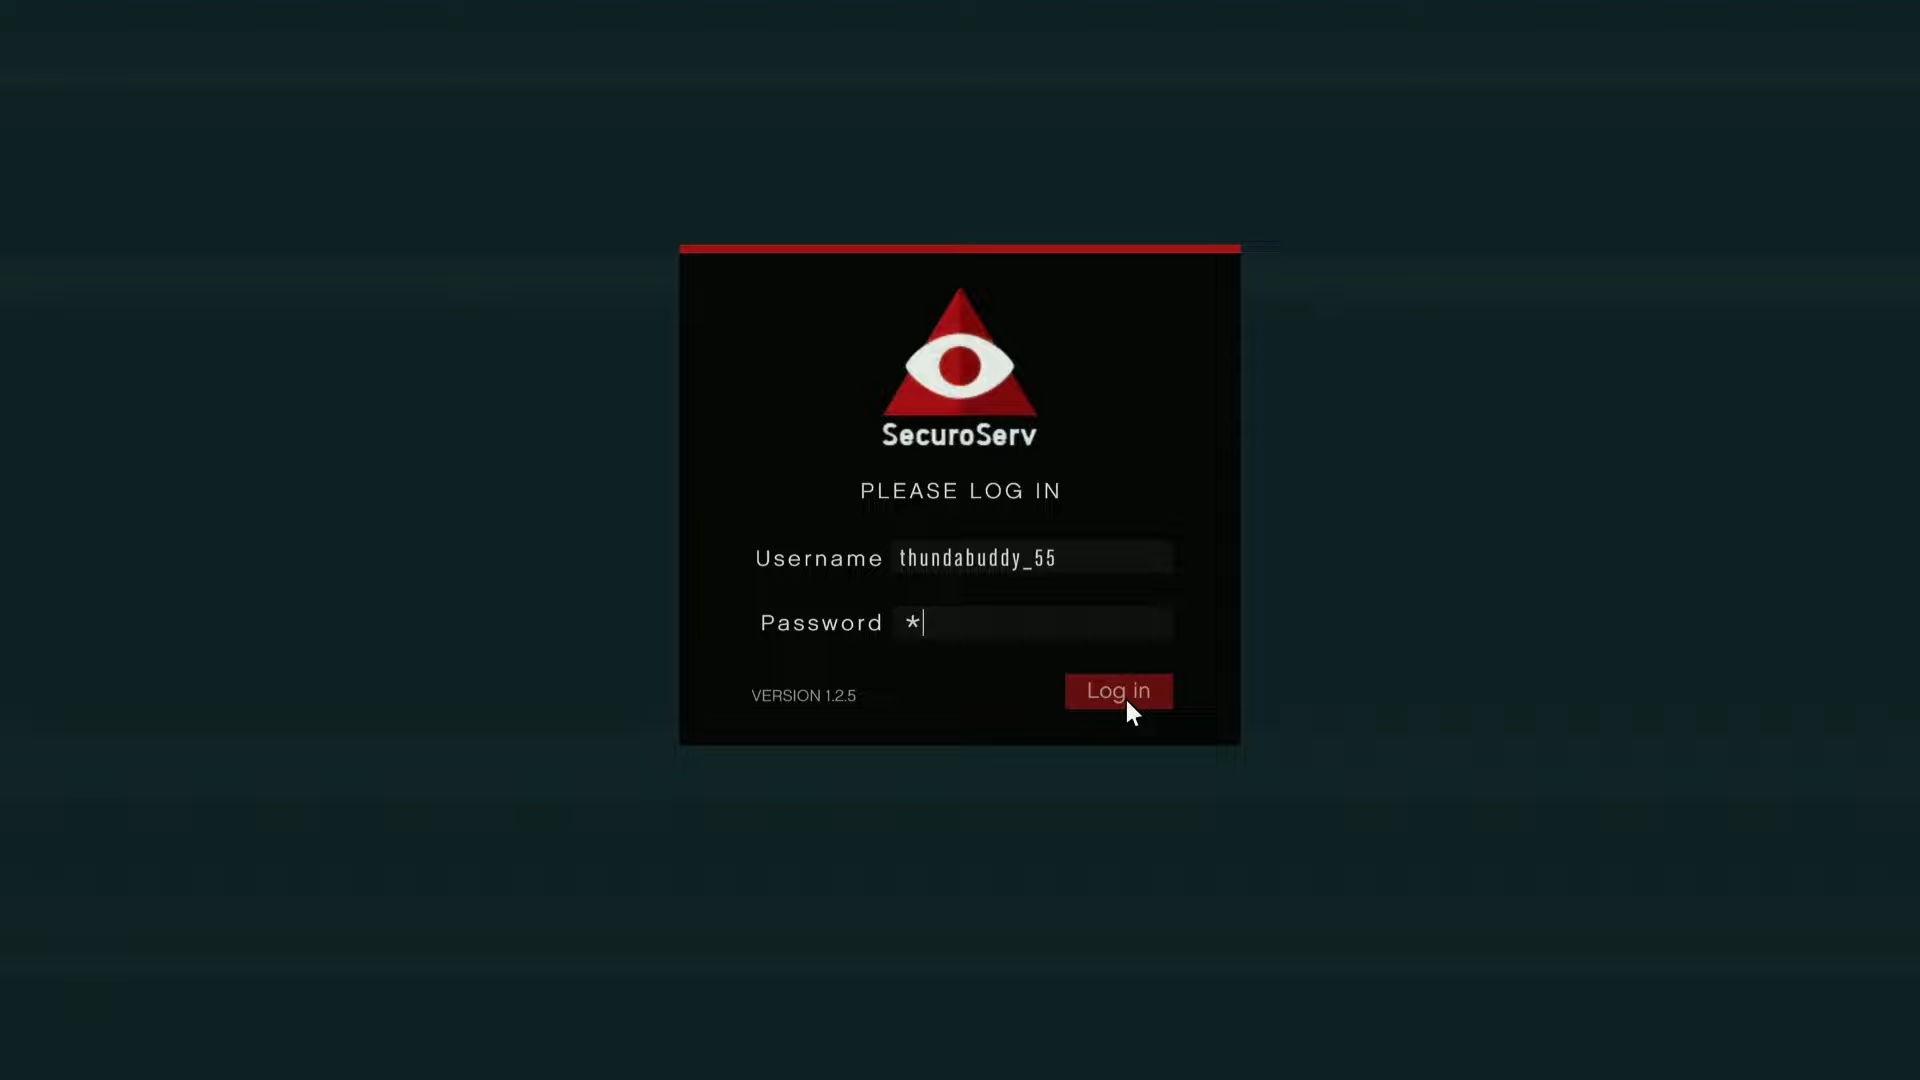 SecuroServ
PLEASE LOG IN
Username thundabuddy_55
Password *
VERSION 1.2.5 Log in